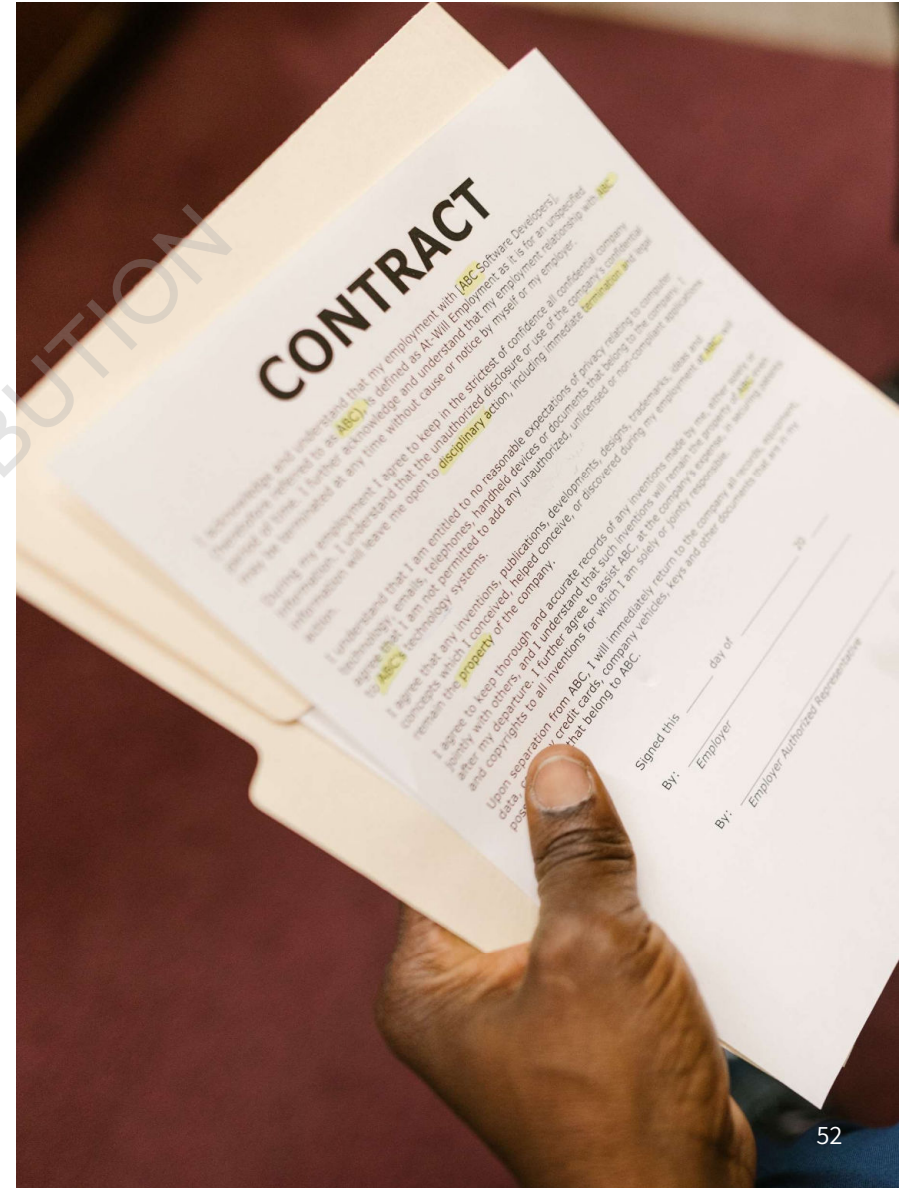 BUTION
CONTRACT
I acknowledge and understand that my employment with [ABC Software Developers],
(hereinafter referred to as ABC), is defined as At-Will Employment as it is for an unspecified
period of time. I further acknowledge and understand that my employment relationship with ABC
may be at any time without cause or notice by myself or my employer.
During my employment I agree to keep in the strictest of confidence all confidential company
information. I understand that the unauthorized disclosure or use of the company's confidential
will leave me open to disciplinary action, including immediate termination and legal
I understand that I am entitled to no reasonable expectations of privacy relating to computer
technology, emails, telephones, handheld devices or documents that belong to the company. I
agree that I am not permitted to add any unauthorized, unlicensed or non-compliant applications
to ABC's technology systems.
I agree that any inventions, publications, developments, designs, trademarks, ideas and
concepts which I conceived, helped conceive, or discovered during my employment at ABC, will
remain the property of the company.
I agree to keep thorough and accurate records of any inventions made by me, either solely or
jointly with others, and I understand that such inventions will remain the property of ABC even
after my departure. I further agree to assist ABC, at the company's expense, in obtaining patents
and copyrights to all inventions for which I am solely or jointly responsible.
Upon separation from ABC, I will immediately return to the company all records, equipment,
data, credit cards, company vehicles, keys and other documents that are in my
that belong to ABC.
Signed this day of 20
By:
Employer
By:
Employer Authorized Representative
52